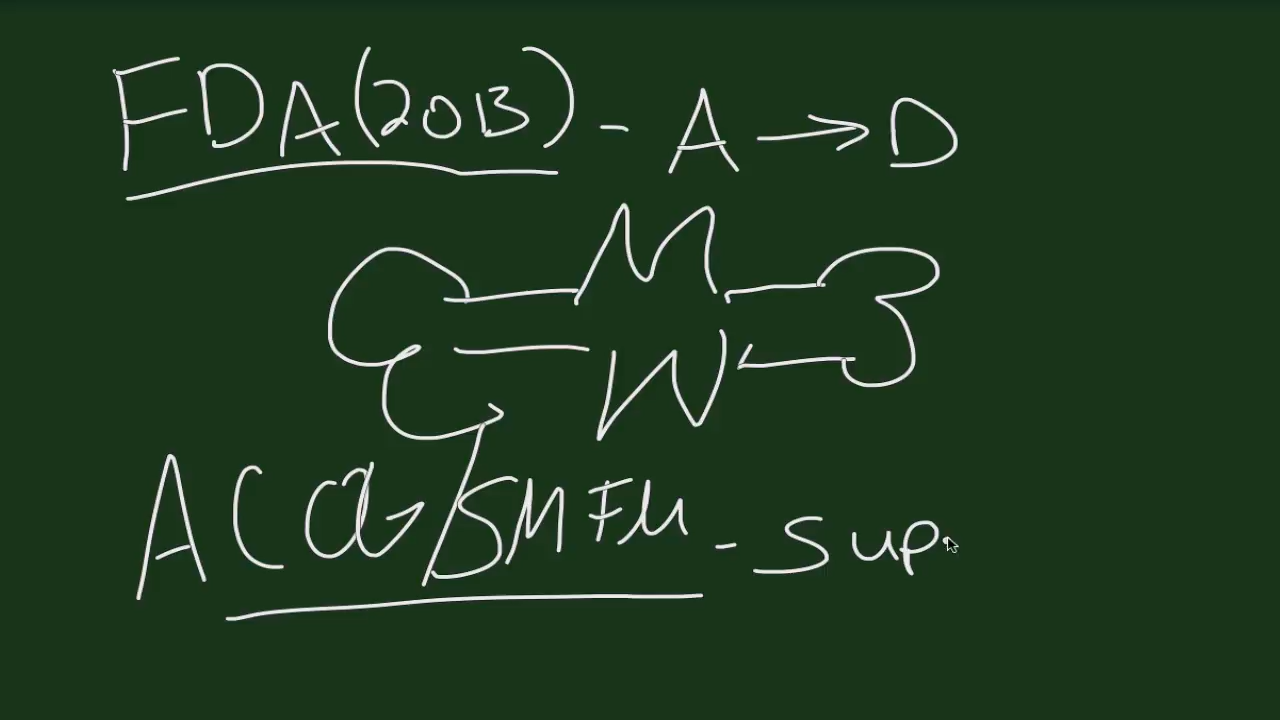 FDA (2013) - A → D
ACOG/SMFM - sup